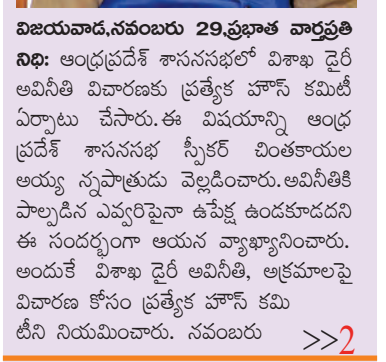 విజయవాడ,నవంబరు 29,ప్రభాత వార్తప్రతి
నిధి: ఆంధ్రప్రదేశ్ శాసనసభలో విశాఖ డైరీ
అవినీతి విచారణకు ప్రత్యేక హౌస్ కమిటీ
ఏర్పాటు చేసారు.ఈ విషయాన్ని ఆంధ్ర
ప్రదేశ్ శాసనసభ స్పీకర్ చింతకాయల
అయ్య న్నపాత్రుడు వెల్లడించారు.అవినీతికి
పాల్పడిన ఎవ్వరిపైనా ఉపేక్ష ఉండకూడదని
ఈ సందర్భంగా ఆయన వ్యాఖ్యానించారు.
అందుకే విశాఖ డైరీ అవినీతి, అక్రమాలపై
విచారణ కోసం ప్రత్యేక హౌస్ కమి
టీని నియమించారు. నవంబరు >>2